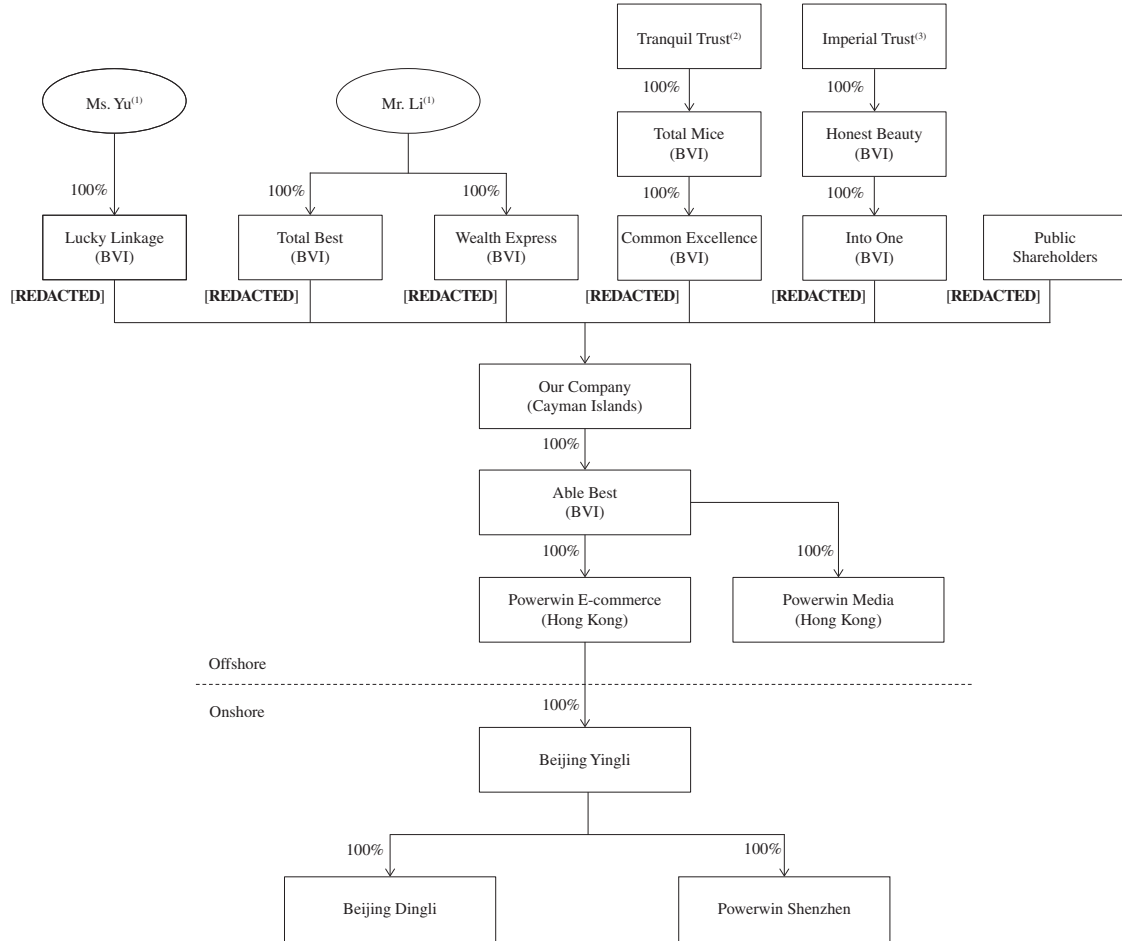 Tranquil Trust(2)
Imperial Trust(3)
100%
100%
Ms. Yu(1)
Mr. Li(1)
Total Mice
(BVI)
Honest Beauty
(BVI)
100%
100%
100%
100%
100%
Lucky Linkage
(BVI)
Total Best
(BVI)
Wealth Express
(BVI)
Common Excellence
(BVI)
Into One
(BVI)
Public
Shareholders
[REDACTED]
[REDACTED]
[REDACTED]
[REDACTED]
[REDACTED]
[REDACTED]
Our Company
(Cayman Islands)
100%
Able Best
(BVI)
100%
100%
Powerwin E-commerce
(Hong Kong)
Powerwin Media
(Hong Kong)
Offshore
Onshore
100%
Beijing Yingli
100%
100%
Beijing Dingli
Powerwin Shenzhen